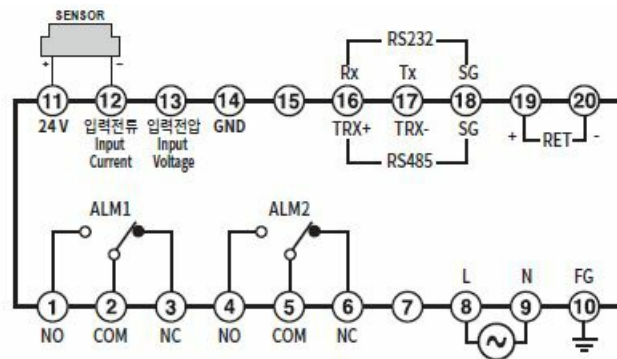 SENSOR
+ -
RS232
Rx Tx SG
11 12 13 14 15 16 17 18 19 20
24 V 입력전류 입력전압 GND TRX+ TRX- SG + RET -
Input Input
Current Voltage RS485
ALM1 ALM2
L N FG
1 2 3 4 5 6 7 8 9 10
NO COM NC NO COM NC